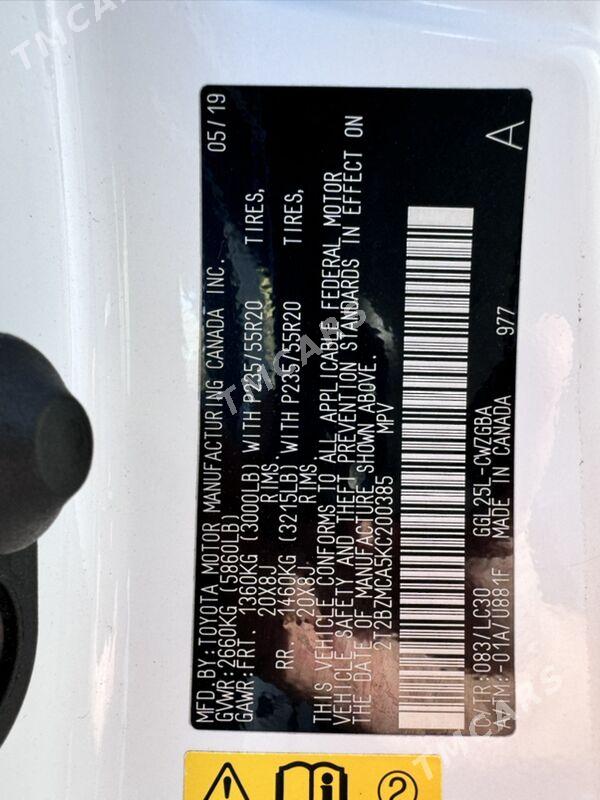 MFD.BY:TOYOTA MOTOR MANUFACTURING CANADA INC. 05/19
GVWR:2660KG (5860LB)
GAWR:FRT. 1360KG (3000LB) WITH P235/55R20 TIRES,
20X8J RIMS.
RR. 1460KG (3215LB) WITH P235/55R20 TIRES,
20X8J RIMS.
THIS VEHICLE CONFORMS TO ALL APPLICABLE FEDERAL MOTOR
VEHICLE SAFETY AND THEFT PREVENTION STANDARDS IN EFFECT ON
THE DATE OF MANUFACTURE SHOWN ABOVE.
2T2BZMCA5KC200385 MPV
C/TR:083/LC30 GGL25L-CWZGBA A
A/TM:-01A/U881F MADE IN CANADA 977
TMCARS
TMCARS
TMCARS